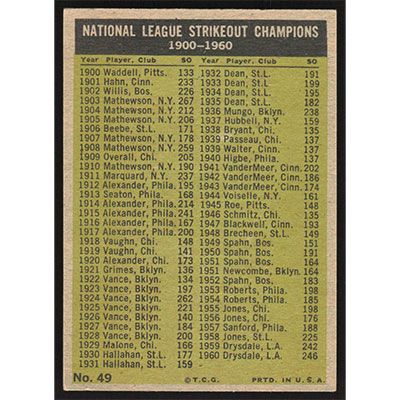 NATIONAL LEAGUE STRIKEOUT CHAMPIONS
1900-1960
Year Player, Club SO
1900 Waddell, Pitts. 133
1901 Hahn, Cinn. 233
1902 Willis, Bos. 226
1903 Mathewson, N.Y. 267
1904 Mathewson, N.Y. 212
1905 Mathewson, N.Y. 206
1906 Beebe, St.L. 171
1907 Mathewson, N.Y. 178
1908 Mathewson, N.Y. 259
1909 Overall, Chi. 205
1910 Mathewson, N.Y. 190
1911 Marquard, N.Y. 237
1912 Alexander, Phila. 195
1913 Seaton, Phila. 168
1914 Alexander, Phila. 214
1915 Alexander, Phila. 241
1916 Alexander, Phila. 167
1917 Alexander, Phila. 200
1918 Vaughn, Chi. 148
1919 Vaughn, Chi. 141
1920 Alexander, Chi. 173
1921 Grimes, Bkln. 136
1922 Vance, Bkln. 134
1923 Vance, Bkln. 197
1924 Vance, Bkln. 262
1925 Vance, Bkln. 221
1926 Vance, Bkln. 140
1927 Vance, Bkln. 184
1928 Vance, Bkln. 200
1929 Malone, Chi. 166
1930 Hallahan, St.L. 177
1931 Hallahan, St.L. 159
Year Player, Club SO
1932 Dean, St.L. 191
1933 Dean, St.L. 199
1934 Dean, St.L. 195
1935 Dean, St.L. 182
1936 Mungo, Bklyn. 238
1937 Hubbell, N.Y. 159
1938 Bryant, Chi. 135
1939 Passeau, Chi. 137
1939 Walter, Cinn. 137
1940 Higbe, Phila. 137
1941 VanderMeer, Cinn. 202
1942 VanderMeer, Cinn. 186
1943 VanderMeer, Cinn. 174
1944 Voiselle, N.Y. 161
1945 Roe, Pitts. 148
1946 Schmitz, Chi. 135
1947 Blackwell, Cinn. 193
1948 Brecheen, St.L. 149
1949 Spahn, Bos. 151
1950 Spahn, Bos. 191
1951 Spahn, Bos. 164
1951 Newcombe, Bkly. 164
1952 Spahn, Bos. 183
1953 Roberts, Phila. 198
1954 Roberts, Phila. 185
1955 Jones, Chi. 198
1956 Jones, Chi. 176
1957 Sanford, Phila. 188
1958 Jones, St.L. 225
1959 Drysdale, L.A. 242
1960 Drysdale, L.A. 246
No. 49
©T.C.G.
PRTD. IN U.S.A.